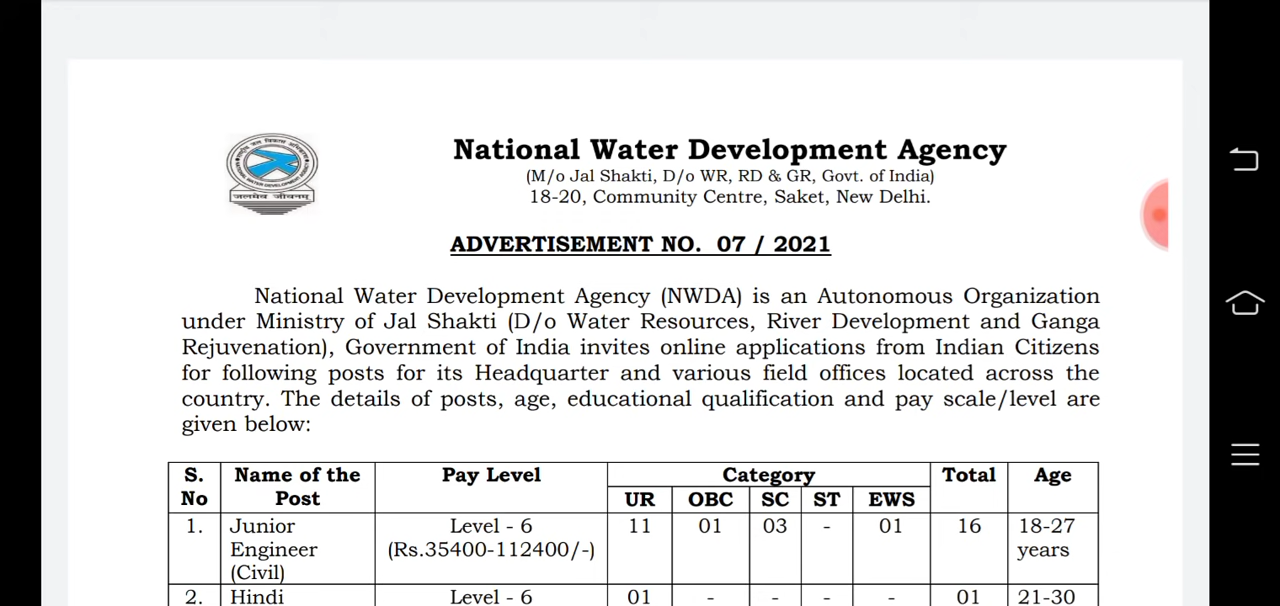 जलमेव जीवनम्
National Water Development Agency
(M/o Jal Shakti, D/o WR, RD & GR, Govt. of India)
18-20, Community Centre, Saket, New Delhi.
ADVERTISEMENT NO. 07 / 2021
National Water Development Agency (NWDA) is an Autonomous Organization
under Ministry of Jal Shakti (D/o Water Resources, River Development and Ganga
Rejuvenation), Government of India invites online applications from Indian Citizens
for following posts for its Headquarter and various field offices located across the
country. The details of posts, age, educational qualification and pay scale/level are
given below:
S. Name of the Pay Level Category Total Age
No Post UR OBC SC ST EWS
1. Junior Level - 6 11 01 03 - 01 16 18-27
Engineer (Rs.35400-112400/-) years
(Civil)
2. Hindi Level - 6 01 - - - - 01 21-30